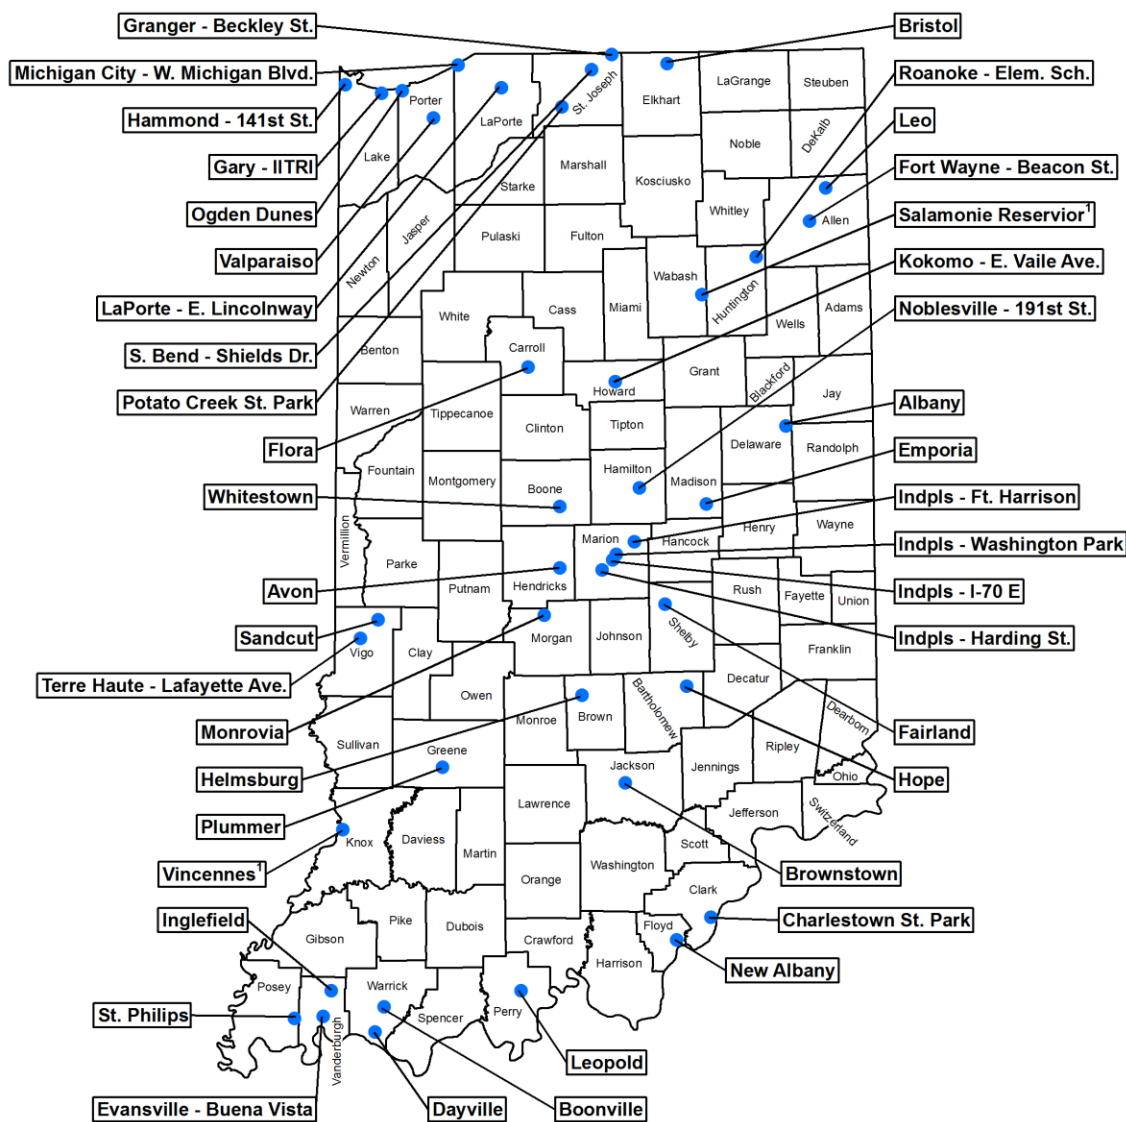 Granger - Beckley St.
Bristol
Michigan City - W. Michigan Blvd.
Roanoke - Elem. Sch.
Hammond - 141st St.
Leo
Gary - IITRI
Fort Wayne - Beacon St.
Ogden Dunes
Salamonie Reservior¹
Valparaiso
Kokomo - E. Vaile Ave.
LaPorte - E. Lincolnway
Noblesville - 191st St.
S. Bend - Shields Dr.
Potato Creek St. Park
Albany
Flora
Emporia
Whitestown
Indpls - Ft. Harrison
Indpls - Washington Park
Avon
Indpls - I-70 E
Sandcut
Indpls - Harding St.
Terre Haute - Lafayette Ave.
Monrovia
Fairland
Helmsburg
Hope
Plummer
Vincennes¹
Brownstown
Inglefield
Charlestown St. Park
New Albany
St. Philips
Leopold
Evansville - Buena Vista
Dayville
Boonville
Lake
Porter
LaPorte
St. Joseph
Elkhart
LaGrange
Steuben
Noble
DeKalb
Marshall
Starke
Kosciusko
Whitley
Allen
Newton
Jasper
Pulaski
Fulton
Wabash
Huntington
Miami
Cass
White
Benton
Carroll
Howard
Grant
Blackford
Wells
Adams
Jay
Warren
Tippecanoe
Clinton
Tipton
Delaware
Randolph
Fountain
Montgomery
Boone
Hamilton
Madison
Vermillion
Parke
Putnam
Hendricks
Marion
Hancock
Henry
Wayne
Rush
Fayette
Union
Vigo
Clay
Owen
Morgan
Johnson
Shelby
Franklin
Decatur
Sullivan
Greene
Monroe
Brown
Bartholomew
Jennings
Ripley
Dearborn
Ohio
Switzerland
Jefferson
Jackson
Lawrence
Knox
Daviess
Martin
Orange
Washington
Scott
Clark
Floyd
Harrison
Crawford
Dubois
Pike
Gibson
Posey
Vanderburgh
Warrick
Spencer
Perry